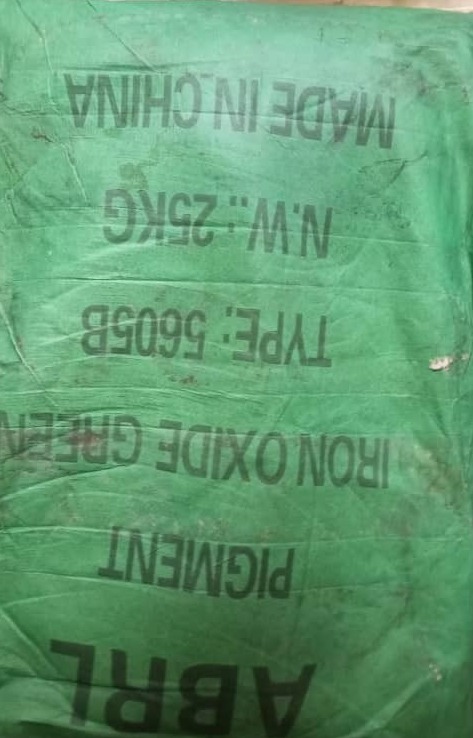 ABRL
PIGMENT
IRON OXIDE GREEN
TYPE: 5605B
N.W.: 25KG
MADE IN CHINA